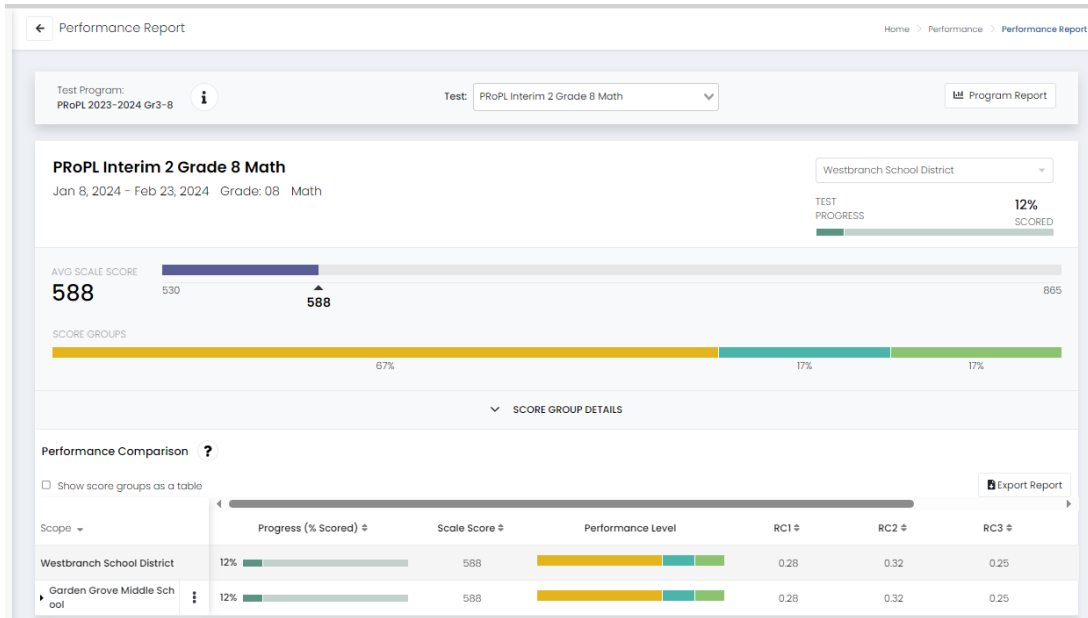 Performance Report
Home > Performance > Performance Report
Test Program:
PRoPL 2023-2024 Gr3-8
i
Test: PRoPL Interim 2 Grade 8 Math
Program Report
PRoPL Interim 2 Grade 8 Math
Jan 8, 2024 - Feb 23, 2024 Grade: 08 Math
Westbranch School District
TEST PROGRESS
12%
SCORED
AVG SCALE SCORE
588
530
588
865
SCORE GROUPS
67% 17% 17%
SCORE GROUP DETAILS
Performance Comparison ?
Show score groups as a table
Export Report
Scope Progress (% Scored) Scale Score Performance Level RC1 RC2 RC3
Westbranch School District 12% 588 0.28 0.32 0.25
Garden Grove Middle Sch
ool
12% 588 0.28 0.32 0.25